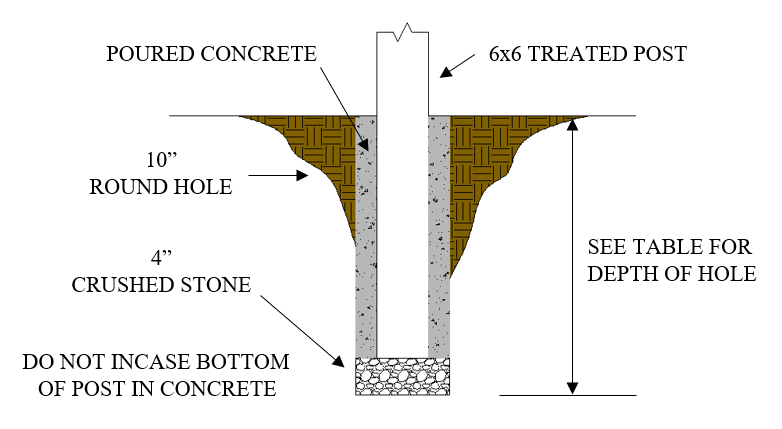 POURED CONCRETE
6x6 TREATED POST
10”
ROUND HOLE
SEE TABLE FOR
DEPTH OF HOLE
4”
CRUSHED STONE
DO NOT INCASE BOTTOM
OF POST IN CONCRETE